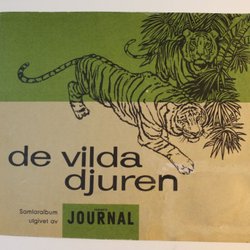 de vilda
djuren
Samlaralbum
utgivet av
JOURNAL